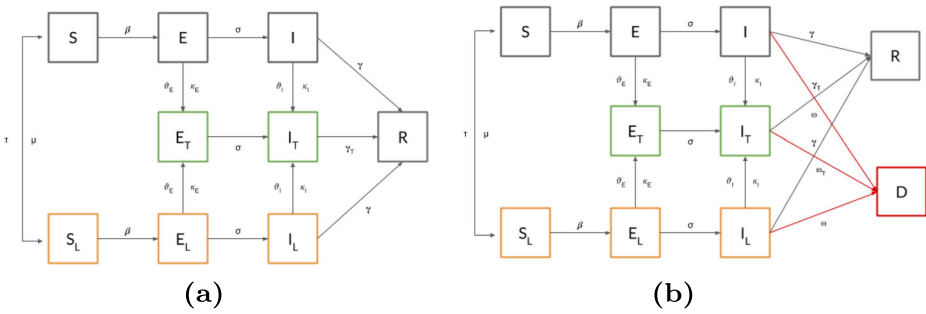 S β E σ I γ
ϑ_E κ_E ϑ_I κ_I
τ μ E_T σ I_T γ_T R
ϑ_E κ_E ϑ_I κ_I
γ
S_L β E_L σ I_L
(a)
S β E σ I γ R
ϑ_E κ_E ϑ_I κ_I γ_T
ω
τ μ E_T σ I_T γ
ω_T
ϑ_E κ_E ϑ_I κ_I D
S_L β E_L σ I_L ω
(b)